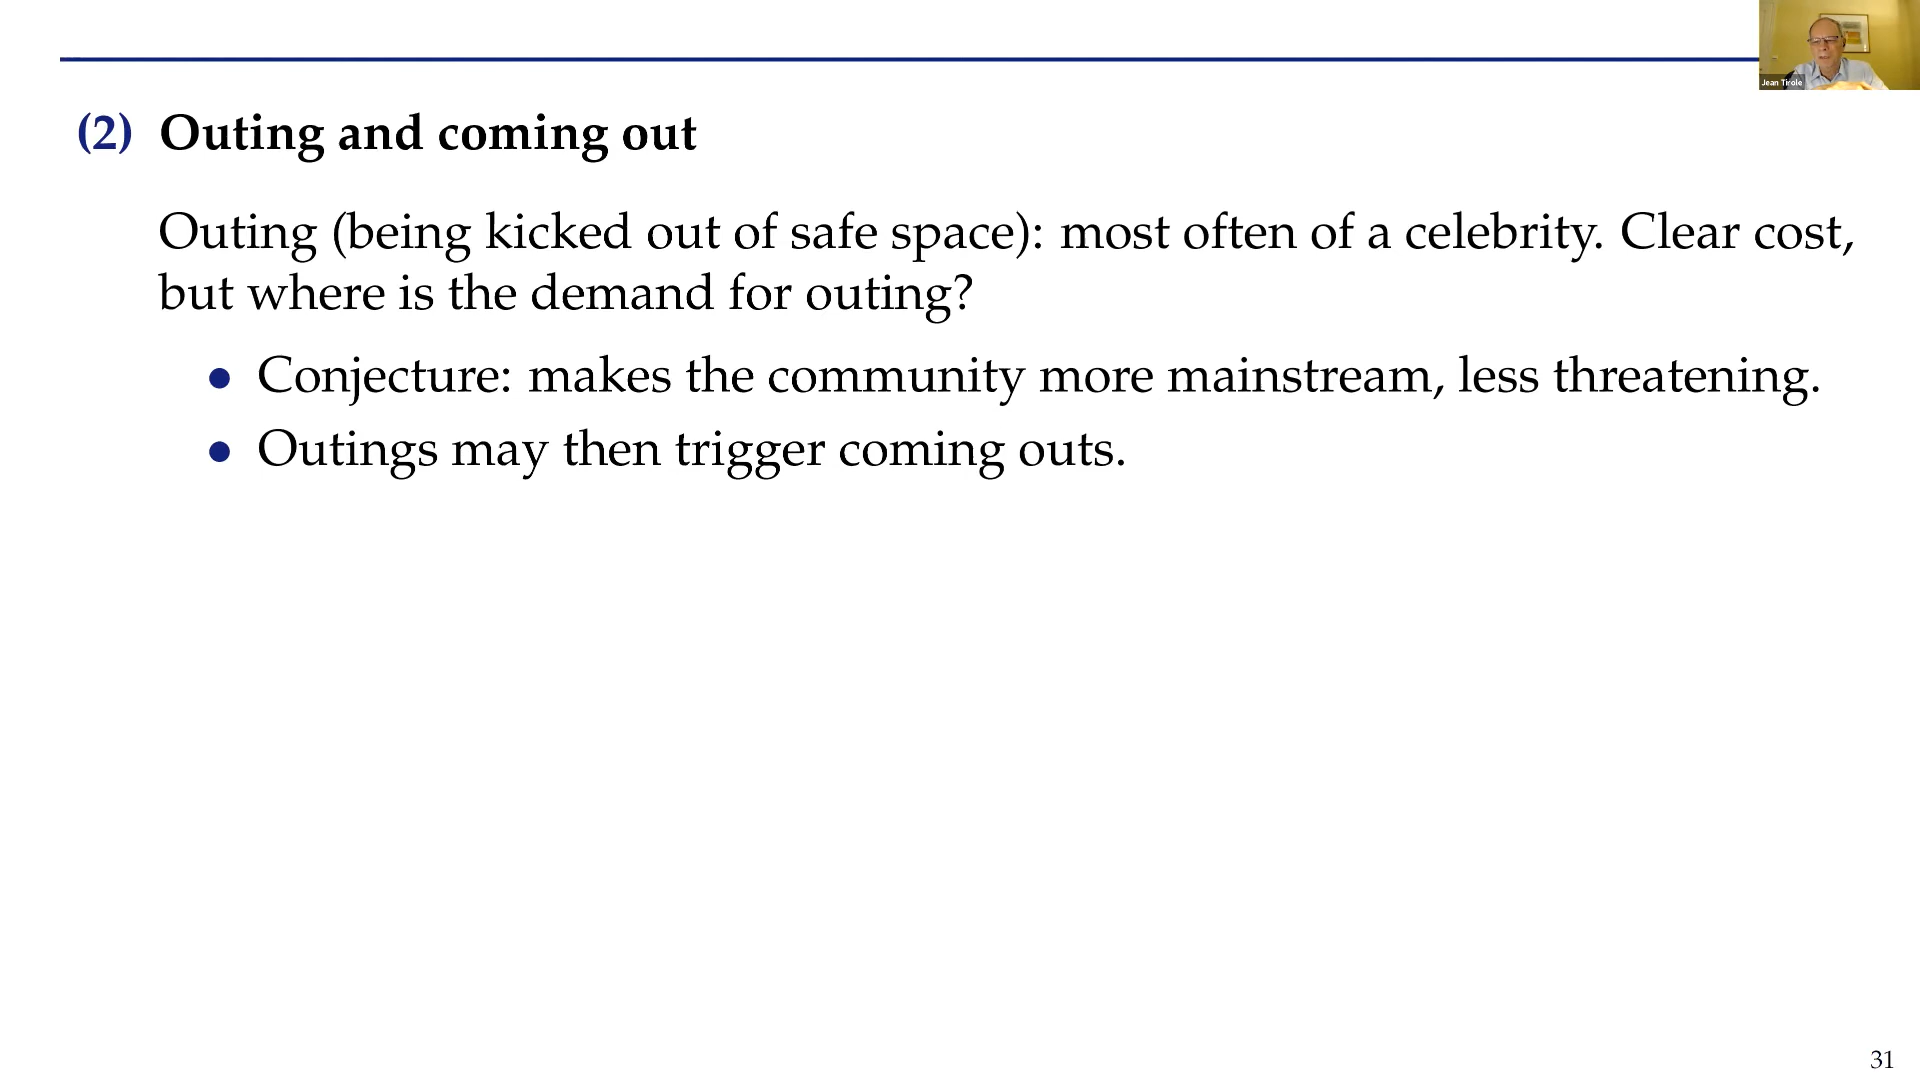 Jean Tirole
(2) Outing and coming out
Outing (being kicked out of safe space): most often of a celebrity. Clear cost,
but where is the demand for outing?
• Conjecture: makes the community more mainstream, less threatening.
• Outings may then trigger coming outs.
31